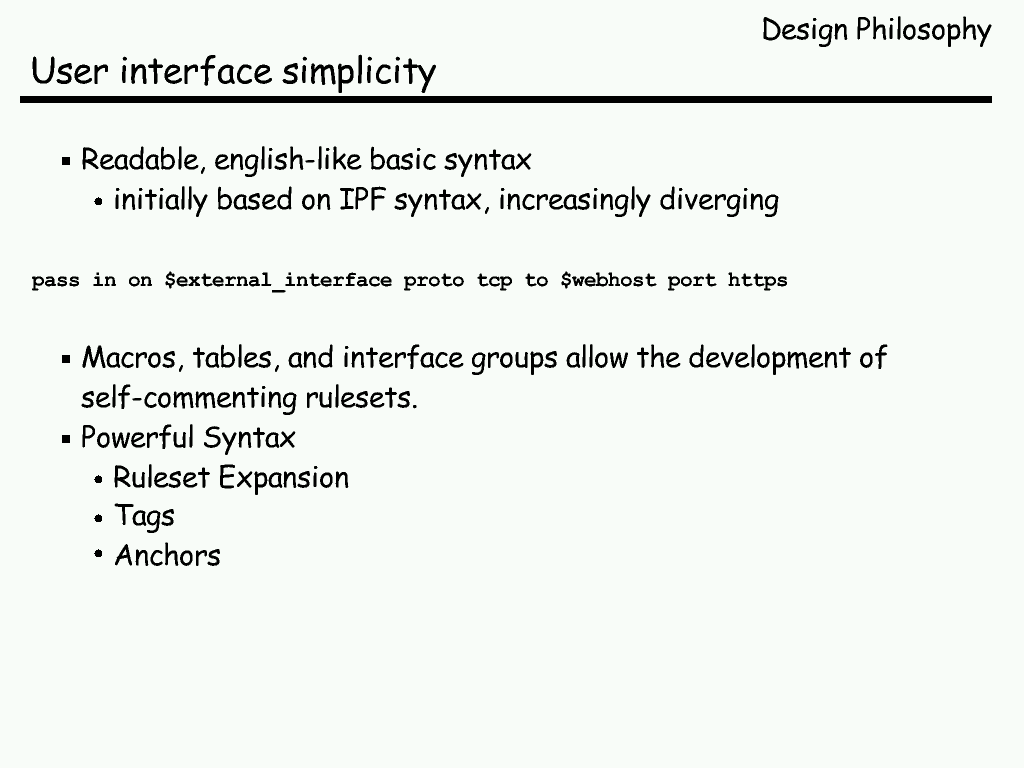 Design Philosophy
User interface simplicity
▪ Readable, english-like basic syntax
• initially based on IPF syntax, increasingly diverging
pass in on $external_interface proto tcp to $webhost port https
▪ Macros, tables, and interface groups allow the development of
self-commenting rulesets.
▪ Powerful Syntax
• Ruleset Expansion
• Tags
• Anchors